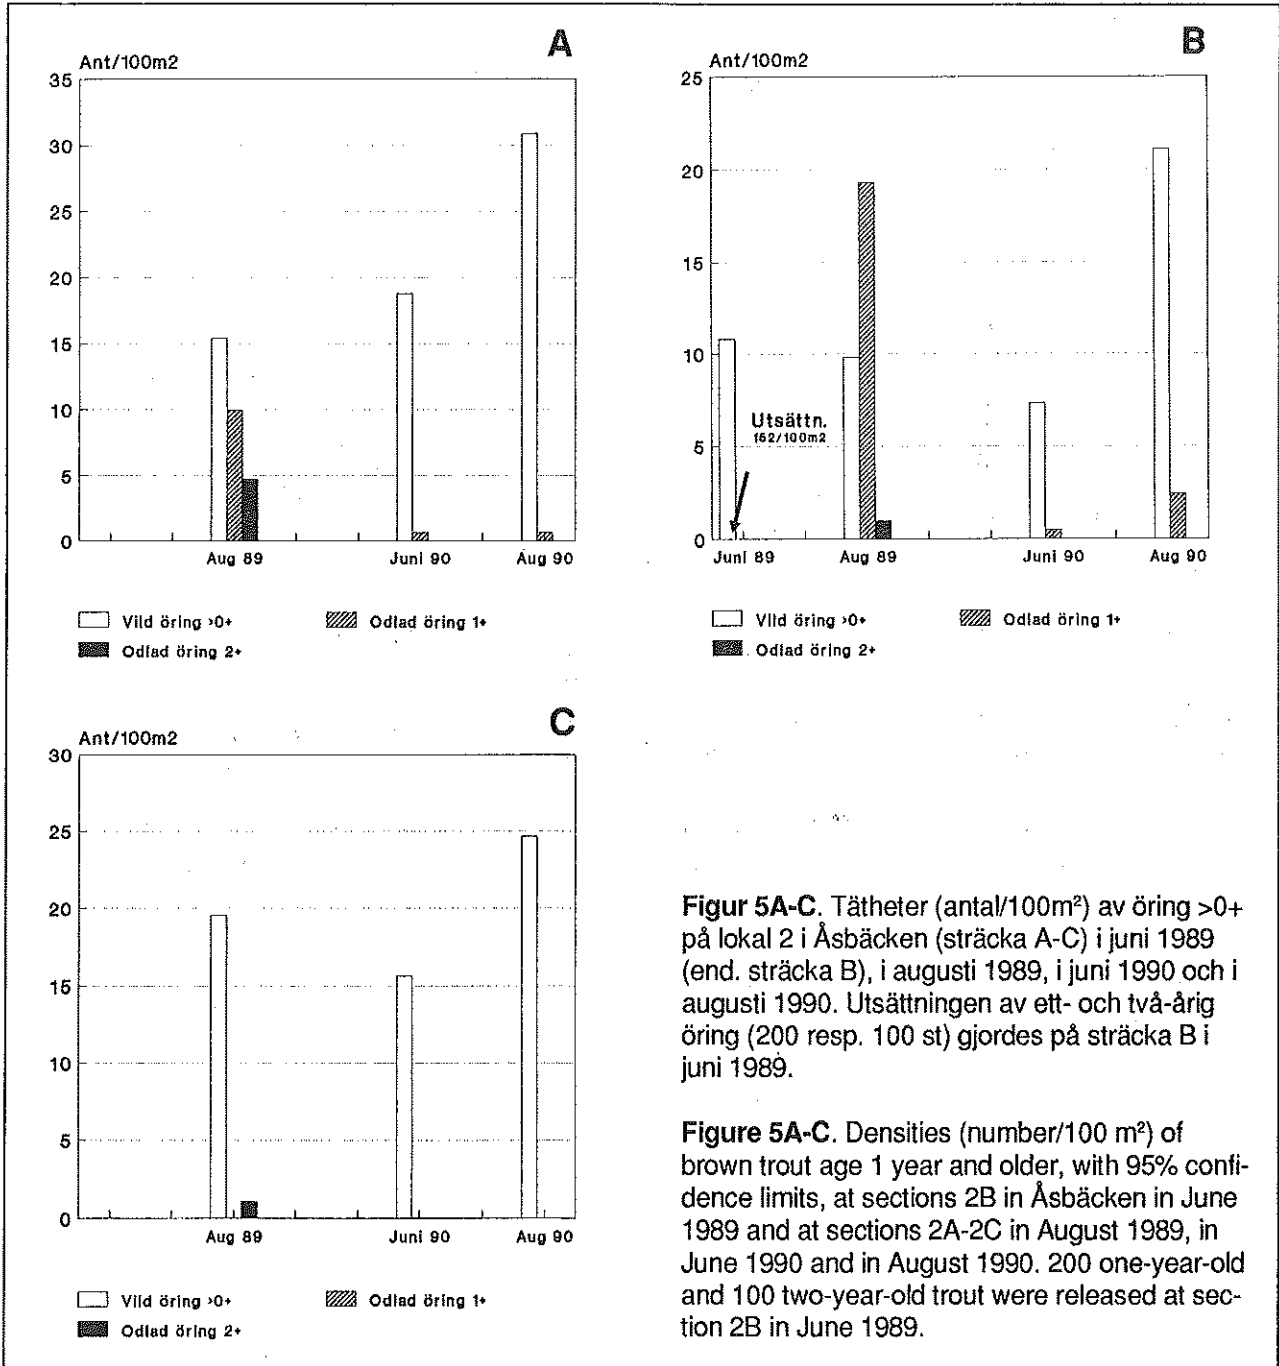 A
Ant/100m2
35
30
25
20
15
10
5
0
Aug 89 Juni 90 Aug 90
Vild öring >0+ Odlad öring 1+
Odlad öring 2+
B
Ant/100m2
25
20
15
10
5
0
Utsättn.
152/100m2
Juni 89 Aug 89 Juni 90 Aug 90
Vild öring >0+ Odlad öring 1+
Odlad öring 2+
C
Ant/100m2
30
25
20
15
10
5
0
Aug 89 Juni 90 Aug 90
Vild öring >0+ Odlad öring 1+
Odlad öring 2+
Figur 5A-C. Tätheter (antal/100m²) av öring >0+
på lokal 2 i Åsbäcken (sträcka A-C) i juni 1989
(end. sträcka B), i augusti 1989, i juni 1990 och i
augusti 1990. Utsättningen av ett- och två-årig
öring (200 resp. 100 st) gjordes på sträcka B i
juni 1989.
Figure 5A-C. Densities (number/100 m²) of
brown trout age 1 year and older, with 95% confi-
dence limits, at sections 2B in Åsbäcken in June
1989 and at sections 2A-2C in August 1989, in
June 1990 and in August 1990. 200 one-year-old
and 100 two-year-old trout were released at sec-
tion 2B in June 1989.